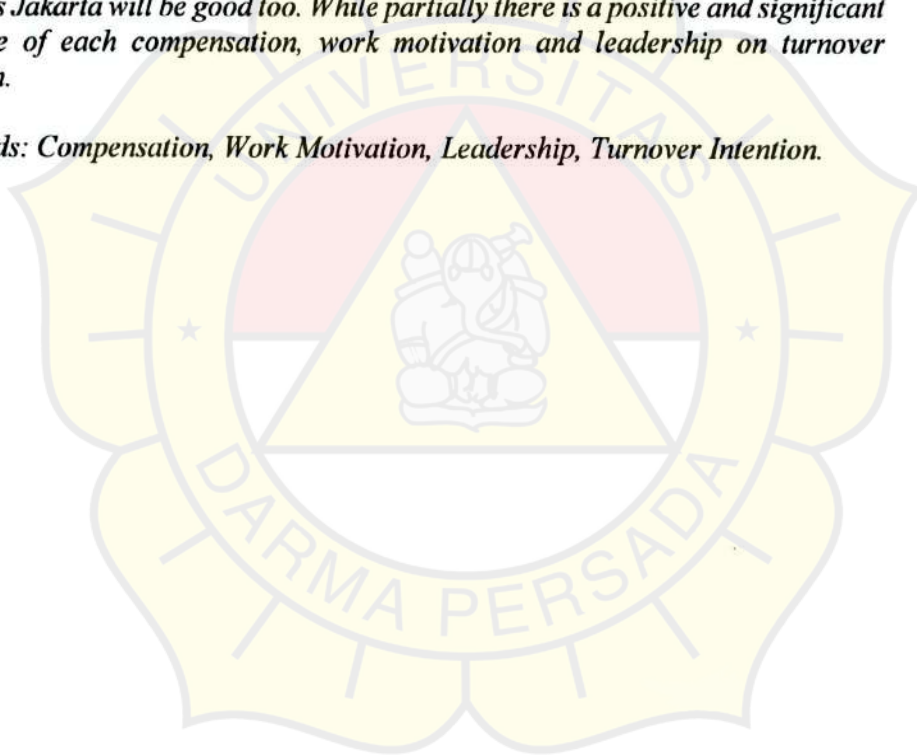 s Jakarta will be good too. While partially there is a positive and significant
e of each compensation, work motivation and leadership on turnover
n.
ds: Compensation, Work Motivation, Leadership, Turnover Intention.
UNIVERSITAS
DARMA PERSADA